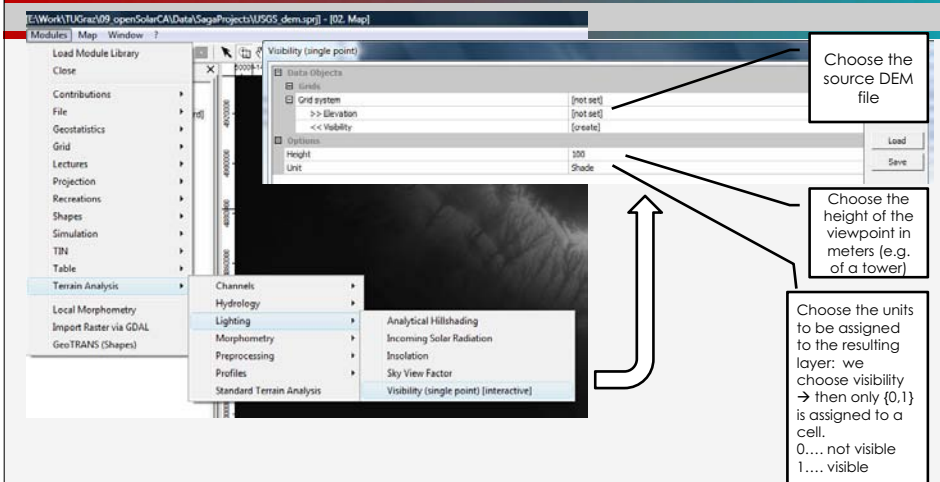 [E:\Work\TUGraz\09_openSolarCA\Data\SagaProjects\USGS_dem.sprj] - [02. Map]
Modules Map Window ?
Load Module Library
Close
Contributions
File
Geostatistics
Grid
Lectures
Projection
Recreations
Shapes
Simulation
TIN
Table
Terrain Analysis
Local Morphometry
Import Raster via GDAL
GeoTRANS (Shapes)
Channels
Hydrology
Lighting
Morphometry
Preprocessing
Profiles
Standard Terrain Analysis
Analytical Hillshading
Incoming Solar Radiation
Insolation
Sky View Factor
Visibility (single point) [interactive]
Visibility (single point)
Data Objects
Grids
Grid system [not set]
>> Elevation [not set]
<< Visibility [create]
Options
Height 100
Unit Shade
Load
Save
Choose the
source DEM
file
Choose the
height of the
viewpoint in
meters (e.g.
of a tower)
Choose the units
to be assigned
to the resulting
layer: we
choose visibility
→ then only {0,1}
is assigned to a
cell.
0.... not visible
1.... visible